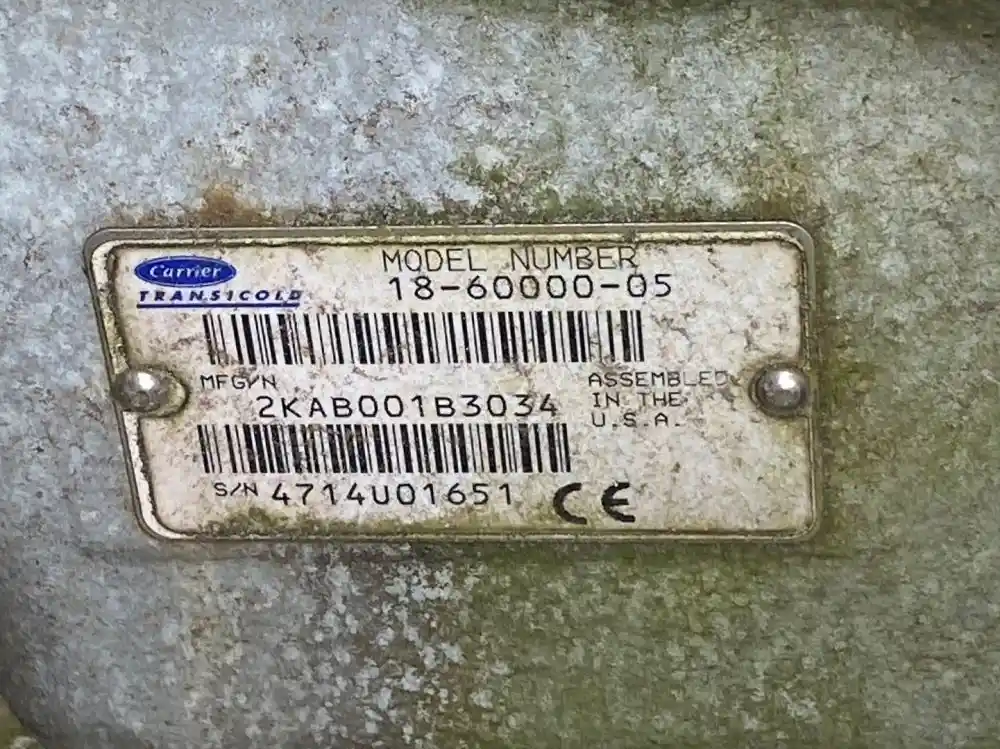 Carrier
TRANSICOLD
MODEL NUMBER
18-60000-05
MFG/N
2KAB001B3034
ASSEMBLED
IN THE
U.S.A.
S/N 4714U01651 CE